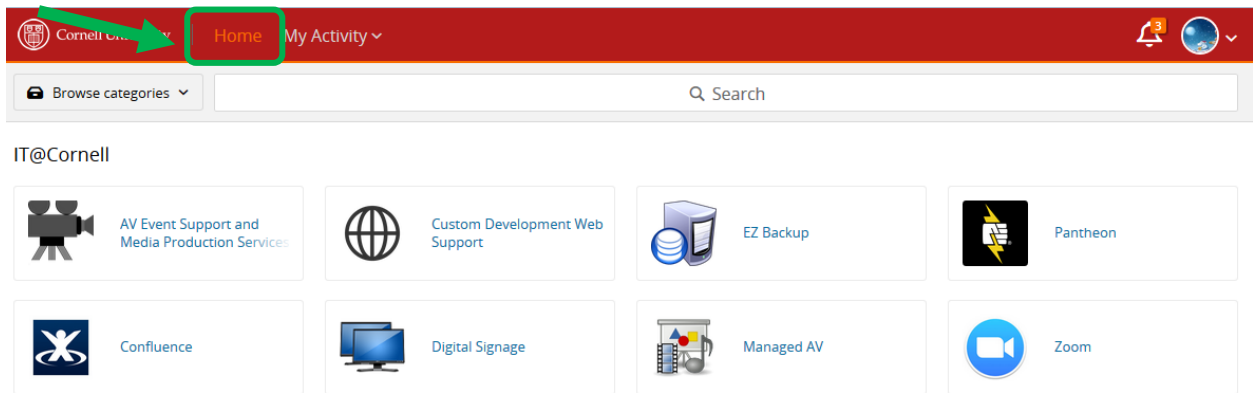 Cornell
Home
My Activity
3
Browse categories
Search
IT@Cornell
AV Event Support and
Media Production Services
Custom Development Web
Support
EZ Backup
Pantheon
Confluence
Digital Signage
Managed AV
Zoom